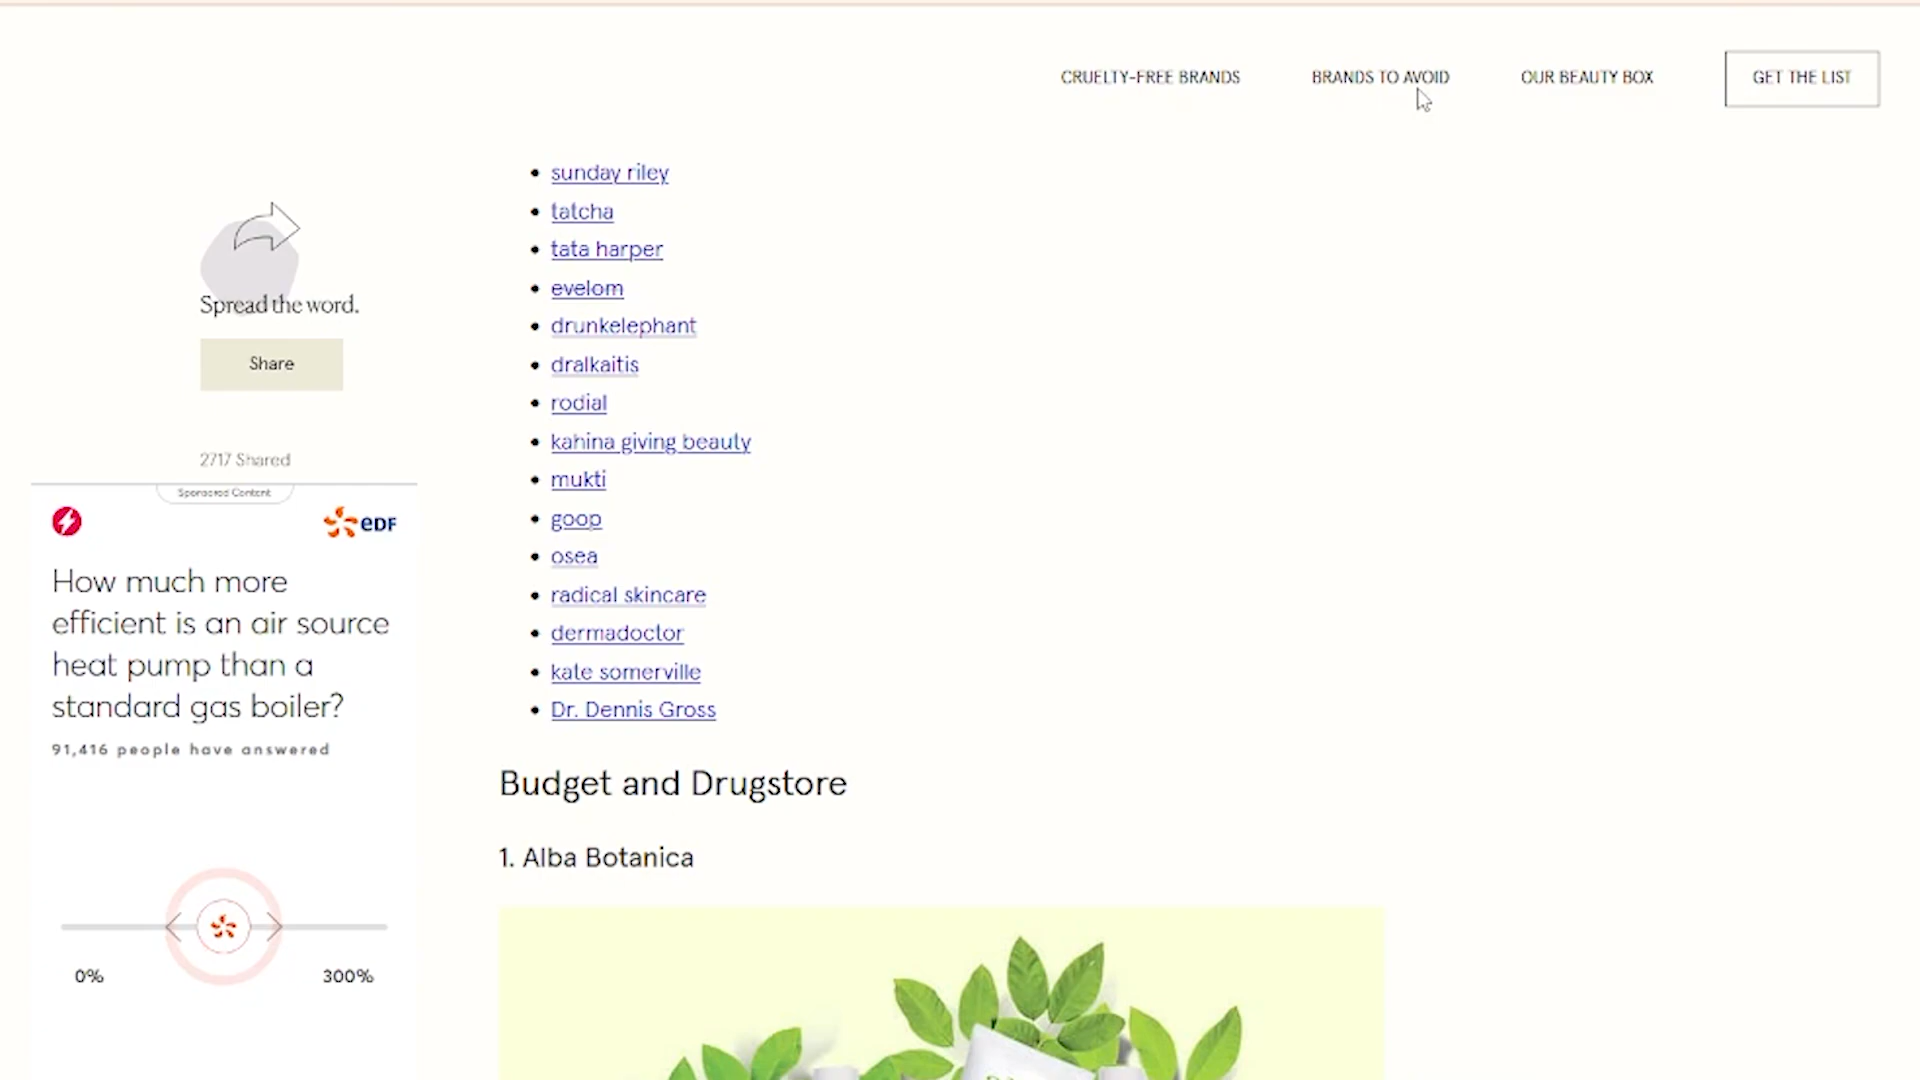 CRUELTY-FREE BRANDS
BRANDS TO AVOID
OUR BEAUTY BOX
GET THE LIST
Spread the word.
Share
2717 Shared
Sponsored Content
eDF
How much more
efficient is an air source
heat pump than a
standard gas boiler?
91,416 people have answered
0%
300%
sunday riley
tatcha
tata harper
evelom
drunkelephant
dralkaitis
rodial
kahina giving beauty
mukti
goop
osea
radical skincare
dermadoctor
kate somerville
Dr. Dennis Gross
Budget and Drugstore
1. Alba Botanica